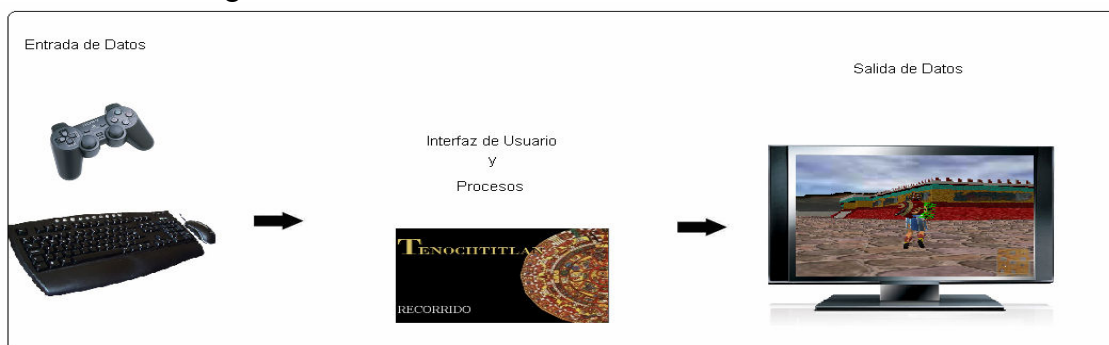 Entrada de Datos
Salida de Datos
Interfaz de Usuario
y
Procesos
TENOCHTITLAN
RECORRIDO